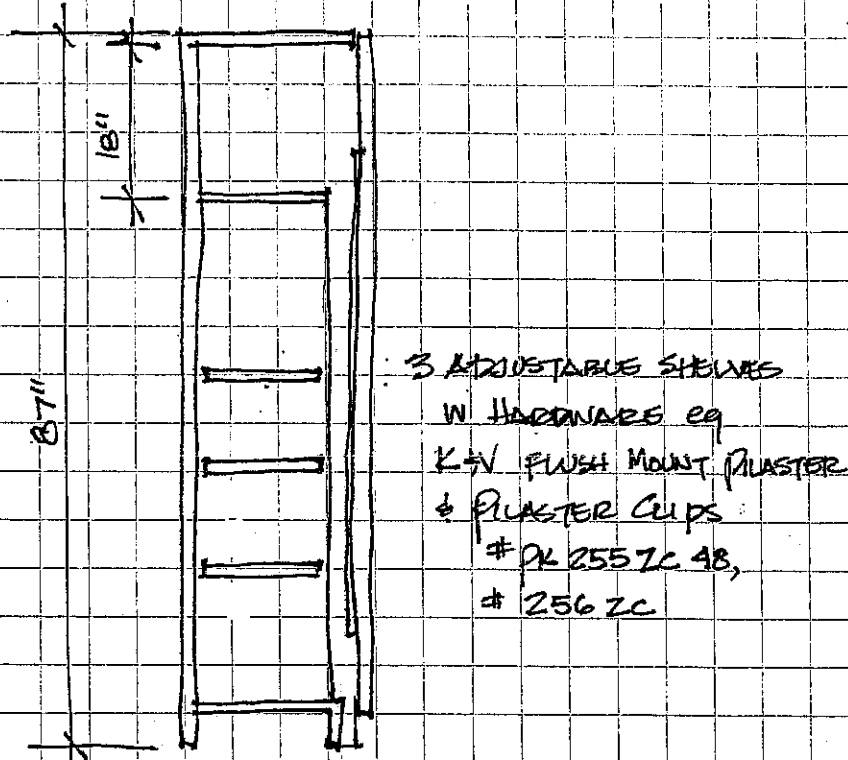 18"
87"
3 ADJUSTABLE SHELVES
W HARDWARE eq
K+V FLUSH MOUNT PILASTER
& PILASTER CLIPS
# PK 255 ZC 48,
# 256 ZC